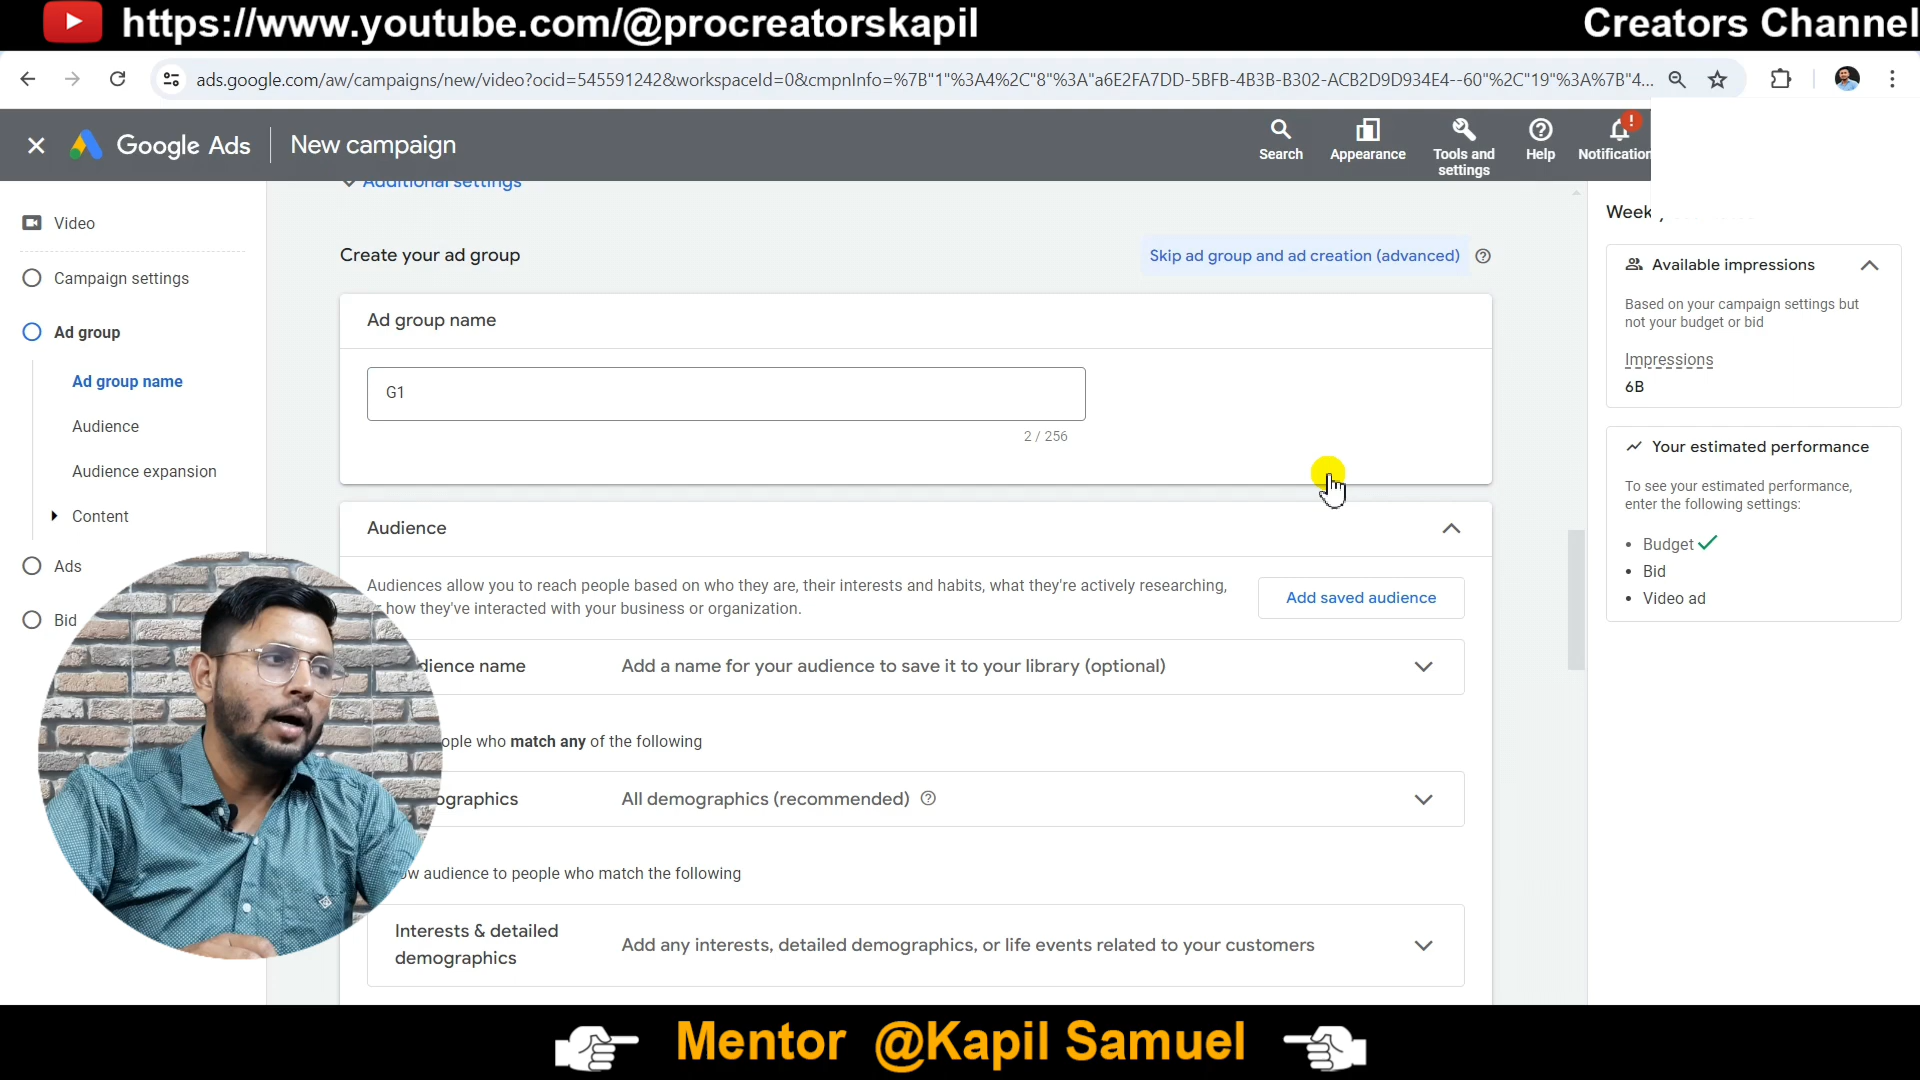 https://www.youtube.com/@procreatorskapil
Creators Channel
ads.google.com/aw/campaigns/new/video?ocid=545591242&workspaceId=0&cmpnInfo=%7B"1"%3A4%2C"8"%3A"a6E2FA7DD-5BFB-4B3B-B302-ACB2D9D934E4--60"%2C"19"%3A%7B"4...
Google Ads
New campaign
Search
Appearance
Tools and
settings
Help
Notification
Video
Campaign settings
Ad group
Ad group name
Audience
Audience expansion
Content
Ads
Bid
Additional settings
Create your ad group
Skip ad group and ad creation (advanced)
Ad group name
G1
2 / 256
Audience
Audiences allow you to reach people based on who they are, their interests and habits, what they're actively researching,
how they've interacted with your business or organization.
Add saved audience
dience name
Add a name for your audience to save it to your library (optional)
ople who match any of the following
ographics
All demographics (recommended)
ow audience to people who match the following
Interests & detailed
demographics
Add any interests, detailed demographics, or life events related to your customers
Week
Available impressions
Based on your campaign settings but
not your budget or bid
Impressions
6B
Your estimated performance
To see your estimated performance,
enter the following settings:
• Budget
• Bid
• Video ad
Mentor @Kapil Samuel